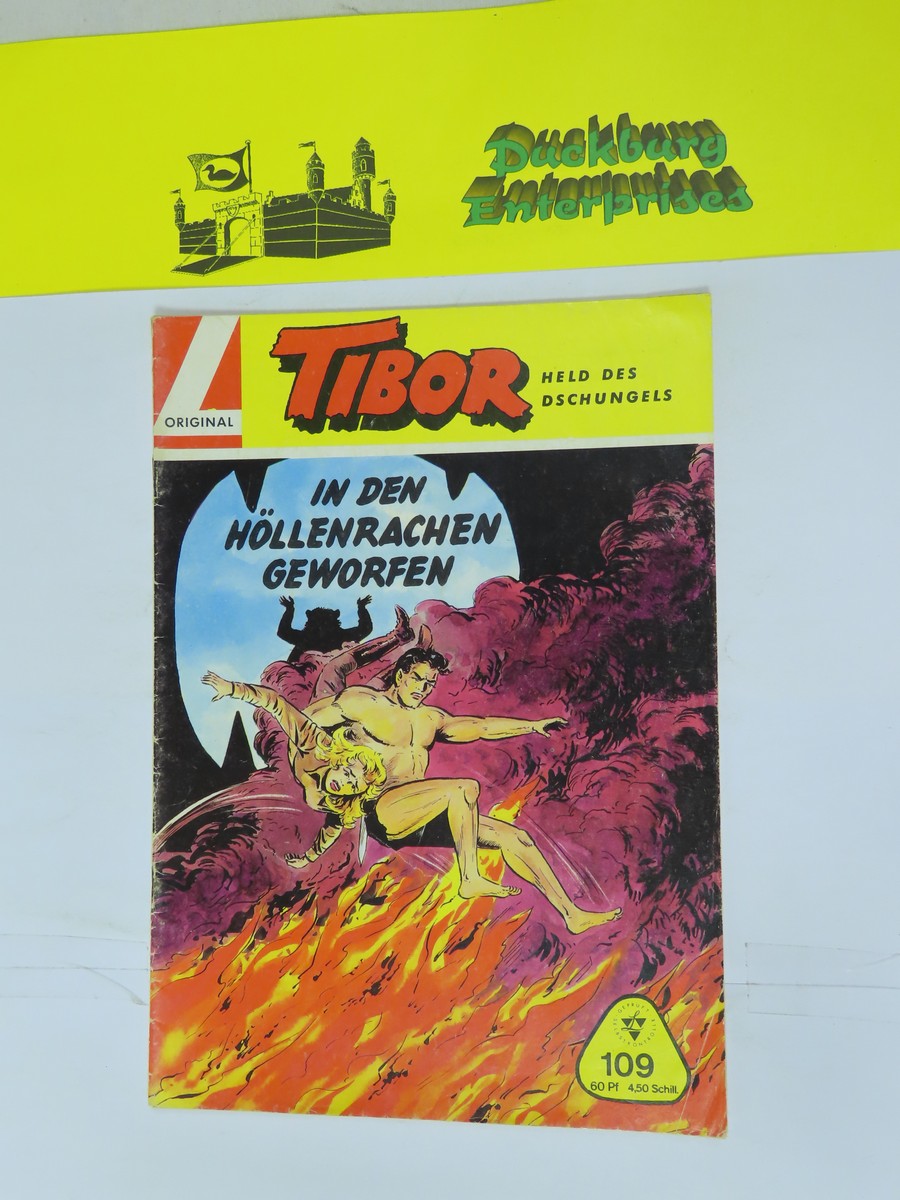 Duckburg
Enterprises
ORIGINAL
TIBOR
HELD DES
DSCHUNGELS
IN DEN
HÖLLENRACHEN
GEWORFEN
109
60 Pf 4,50 Schill.